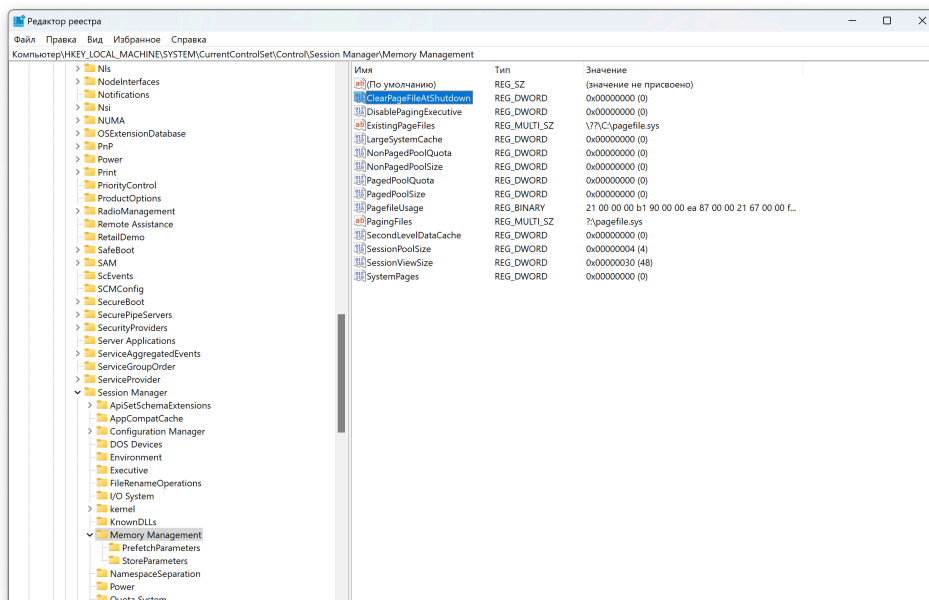 Редактор реестра
Файл Правка Вид Избранное Справка
Компьютер\HKEY_LOCAL_MACHINE\SYSTEM\CurrentControlSet\Control\Session Manager\Memory Management
Nls
NodeInterfaces
Notifications
Nsi
NUMA
OSExtensionDatabase
PnP
Power
Print
PriorityControl
ProductOptions
RadioManagement
Remote Assistance
RetailDemo
SafeBoot
SAM
ScEvents
SCMConfig
SecureBoot
SecurePipeServers
SecurityProviders
Server Applications
ServiceAggregatedEvents
ServiceGroupOrder
ServiceProvider
Session Manager
ApiSetSchemaExtensions
AppCompatCache
Configuration Manager
DOS Devices
Environment
Executive
FileRenameOperations
I/O System
kernel
KnownDLLs
Memory Management
PrefetchParameters
StoreParameters
NamespaceSeparation
Power
Quota System
Имя Тип Значение
(По умолчанию) REG_SZ (значение не присвоено)
ClearPageFileAtShutdown REG_DWORD 0x00000000 (0)
DisablePagingExecutive REG_DWORD 0x00000000 (0)
ExistingPageFiles REG_MULTI_SZ \??\C:\pagefile.sys
LargeSystemCache REG_DWORD 0x00000000 (0)
NonPagedPoolQuota REG_DWORD 0x00000000 (0)
NonPagedPoolSize REG_DWORD 0x00000000 (0)
PagedPoolQuota REG_DWORD 0x00000000 (0)
PagedPoolSize REG_DWORD 0x00000000 (0)
PagefileUsage REG_BINARY 21 00 00 00 b1 90 00 00 ea 87 00 00 21 67 00 00 f...
PagingFiles REG_MULTI_SZ ?:\pagefile.sys
SecondLevelDataCache REG_DWORD 0x00000000 (0)
SessionPoolSize REG_DWORD 0x00000004 (4)
SessionViewSize REG_DWORD 0x00000030 (48)
SystemPages REG_DWORD 0x00000000 (0)